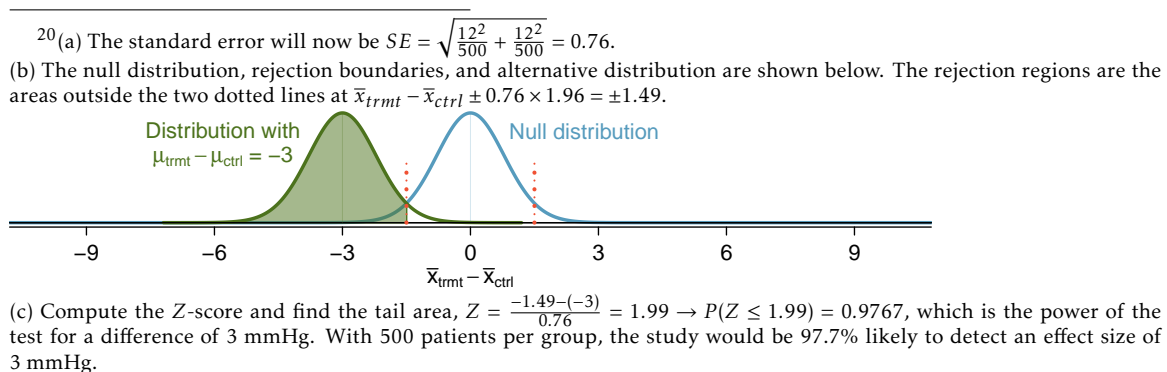 20(a) The standard error will now be SE = √(12²/500 + 12²/500) = 0.76.
(b) The null distribution, rejection boundaries, and alternative distribution are shown below. The rejection regions are the
areas outside the two dotted lines at x̄trmt − x̄ctrl ± 0.76 × 1.96 = ±1.49.
Distribution with
μtrmt − μctrl = −3
Null distribution
−9 −6 −3 0 3 6 9
x̄trmt − x̄ctrl
(c) Compute the Z-score and find the tail area, Z = (−1.49−(−3))/0.76 = 1.99 → P(Z ≤ 1.99) = 0.9767, which is the power of the
test for a difference of 3 mmHg. With 500 patients per group, the study would be 97.7% likely to detect an effect size of
3 mmHg.